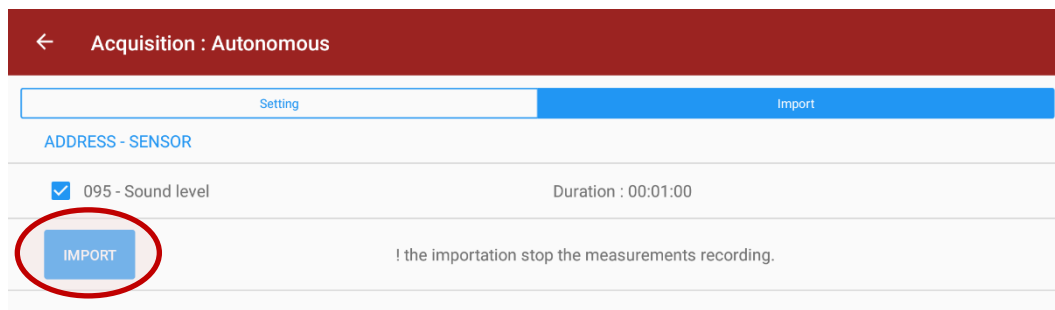 Acquisition : Autonomous
Setting Import
ADDRESS - SENSOR
095 - Sound level Duration : 00:01:00
IMPORT ! the importation stop the measurements recording.